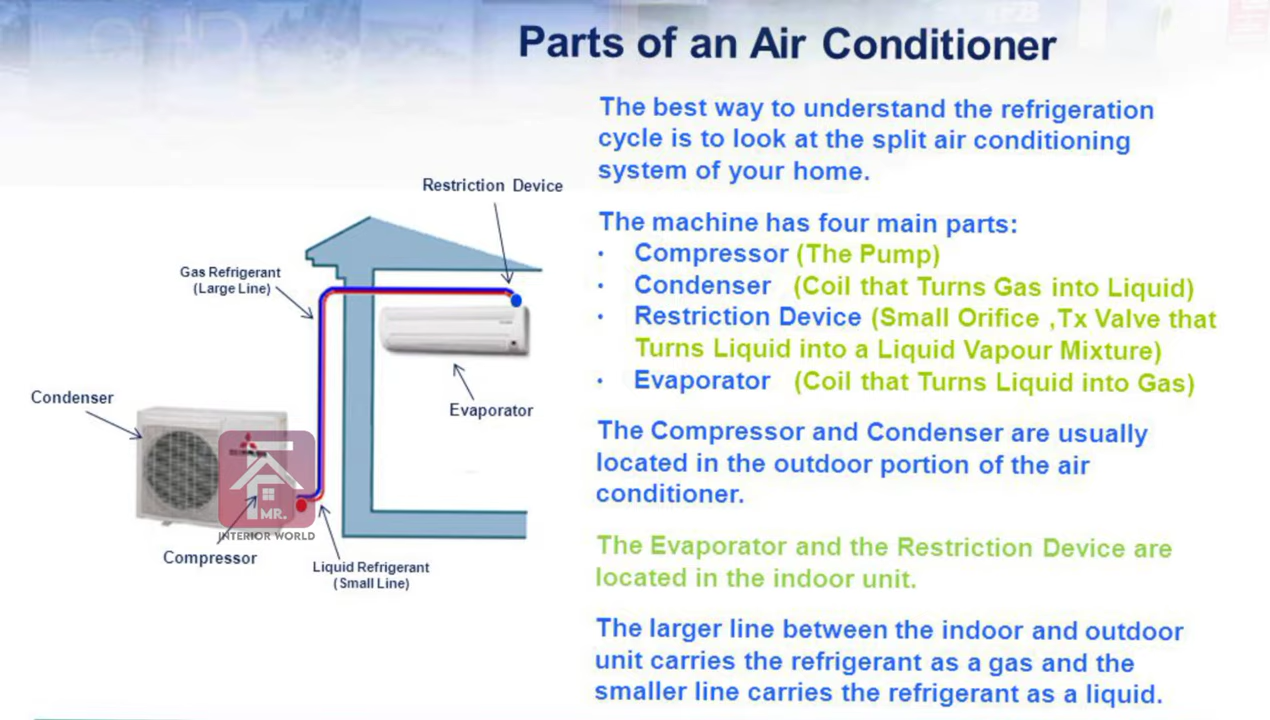 Parts of an Air Conditioner
The best way to understand the refrigeration
cycle is to look at the split air conditioning
system of your home.
The machine has four main parts:
· Compressor (The Pump)
· Condenser (Coil that Turns Gas into Liquid)
· Restriction Device (Small Orifice ,Tx Valve that
Turns Liquid into a Liquid Vapour Mixture)
· Evaporator (Coil that Turns Liquid into Gas)
The Compressor and Condenser are usually
located in the outdoor portion of the air
conditioner.
The Evaporator and the Restriction Device are
located in the indoor unit.
The larger line between the indoor and outdoor
unit carries the refrigerant as a gas and the
smaller line carries the refrigerant as a liquid.
Restriction Device
Gas Refrigerant
(Large Line)
Condenser
Evaporator
MR.
INTERIOR WORLD
Compressor
Liquid Refrigerant
(Small Line)